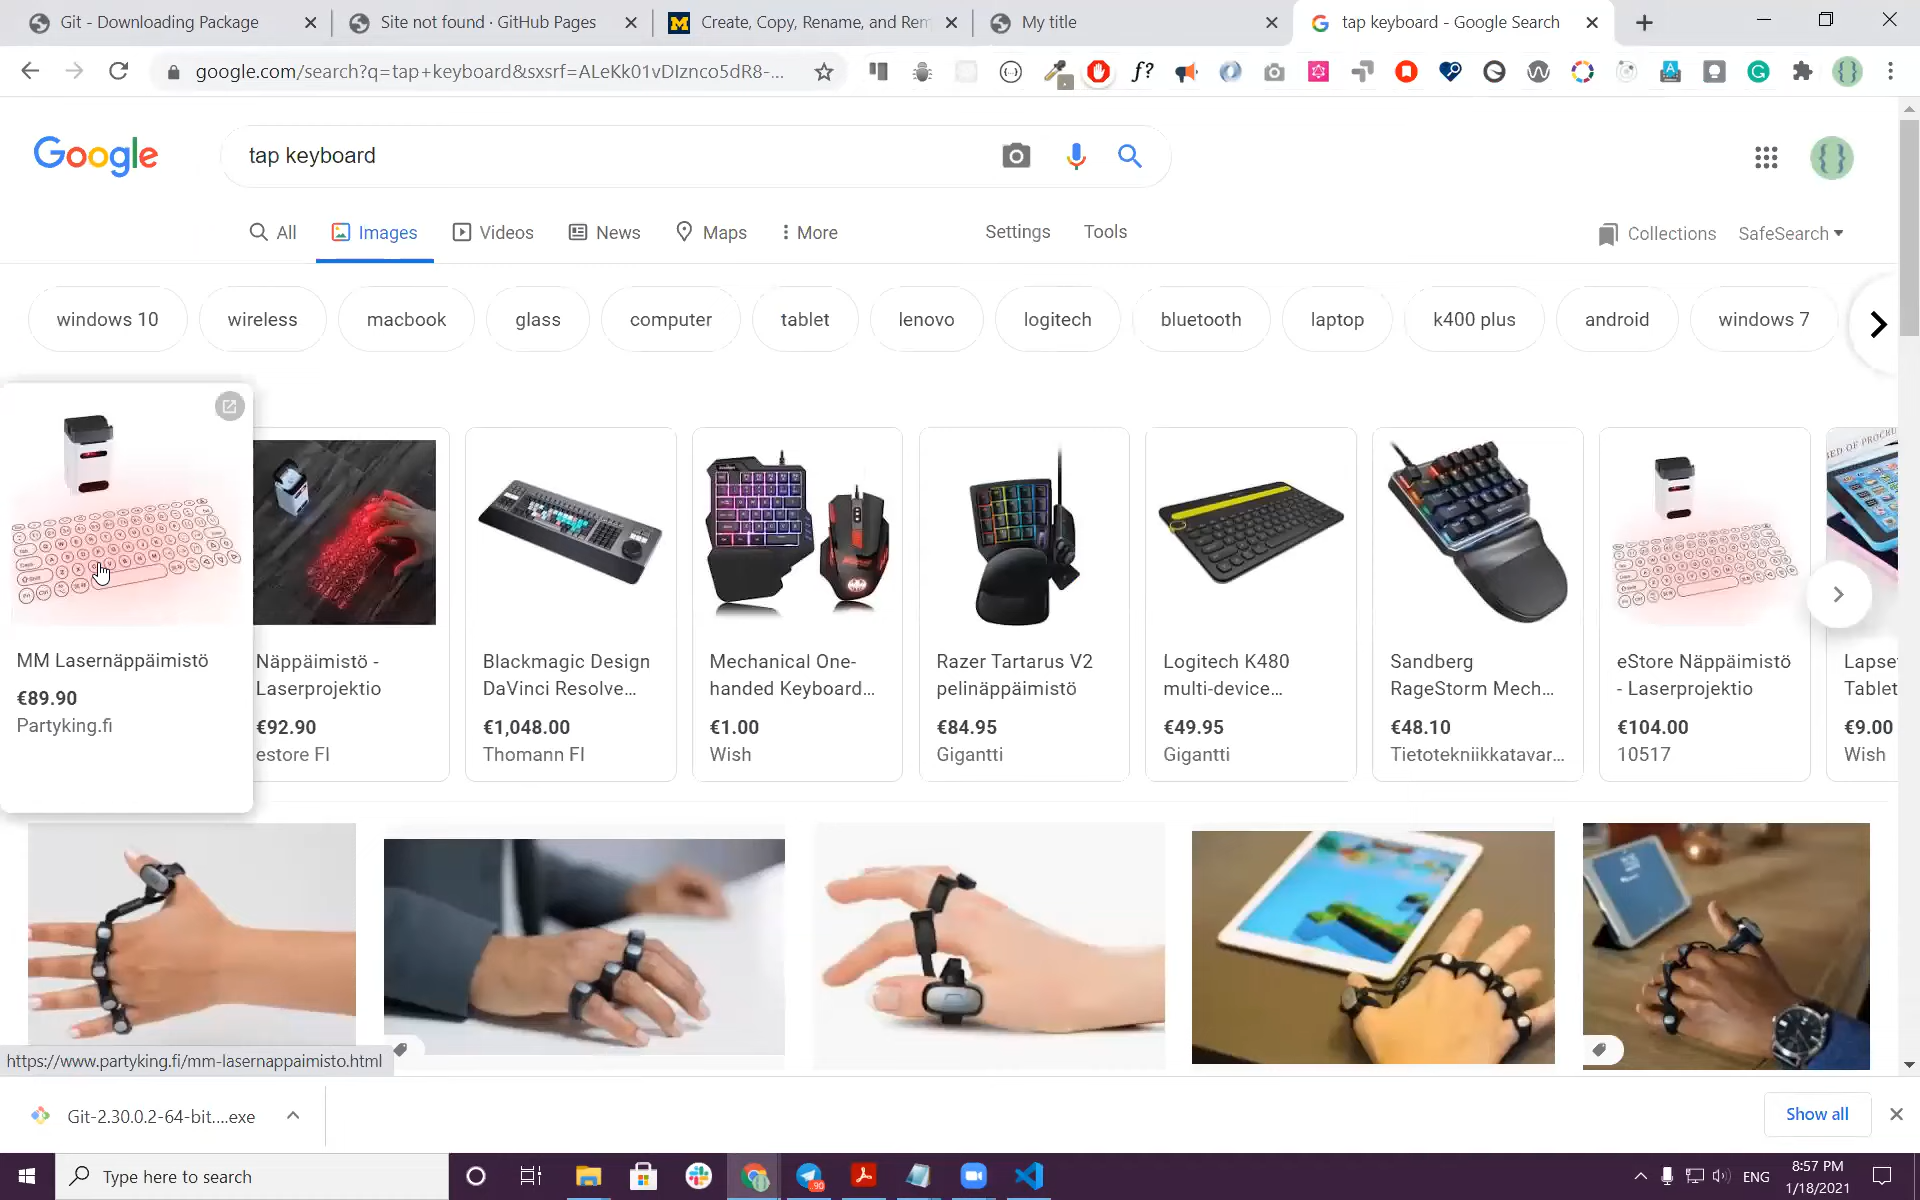 Git - Downloading Package
Site not found · GitHub Pages
Create, Copy, Rename, and Rem
My title
tap keyboard - Google Search
google.com/search?q=tap+keyboard&sxsrf=ALeKk01vDIznco5dR8-...
Google
tap keyboard
All
Images
Videos
News
Maps
More
Settings
Tools
Collections
SafeSearch
windows 10
wireless
macbook
glass
computer
tablet
lenovo
logitech
bluetooth
laptop
k400 plus
android
windows 7
MM Lasernäppäimistö
€89.90
Partyking.fi
Näppäimistö -
Laserprojektio
€92.90
estore FI
Blackmagic Design
DaVinci Resolve...
€1,048.00
Thomann FI
Mechanical One-
handed Keyboard...
€1.00
Wish
Razer Tartarus V2
pelinäppäimistö
€84.95
Gigantti
Logitech K480
multi-device...
€49.95
Gigantti
Sandberg
RageStorm Mech...
€48.10
Tietotekniikkatavar...
eStore Näppäimistö
- Laserprojektio
€104.00
10517
Lapse
Tablet
€9.00
Wish
https://www.partyking.fi/mm-lasernappaimisto.html
Git-2.30.0.2-64-bit....exe
Show all
Type here to search
ENG
8:57 PM
1/18/2021